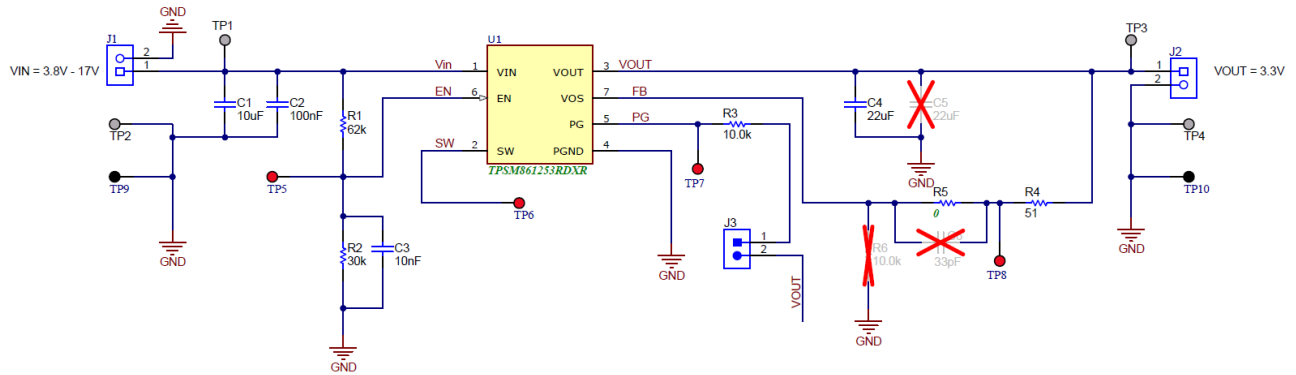 GND
J1
2
1
VIN = 3.8V - 17V
TP1
C1
10uF
C2
100nF
TP2
TP9
GND
R1
62k
TP5
R2
30k
C3
10nF
GND
Vin
EN
SW
1
6
2
U1
VIN
EN
SW
VOUT
VOS
PG
PGND
TPSM861253RDXR
3
7
5
4
VOUT
FB
PG
TP6
R3
10.0k
TP7
GND
J3
1
2
VOUT
C4
22uF
C5
22uF
GND
R5
0
R4
51
R6
10.0k
33pF
TP8
GND
TP3
J2
1
2
VOUT = 3.3V
TP4
TP10
GND